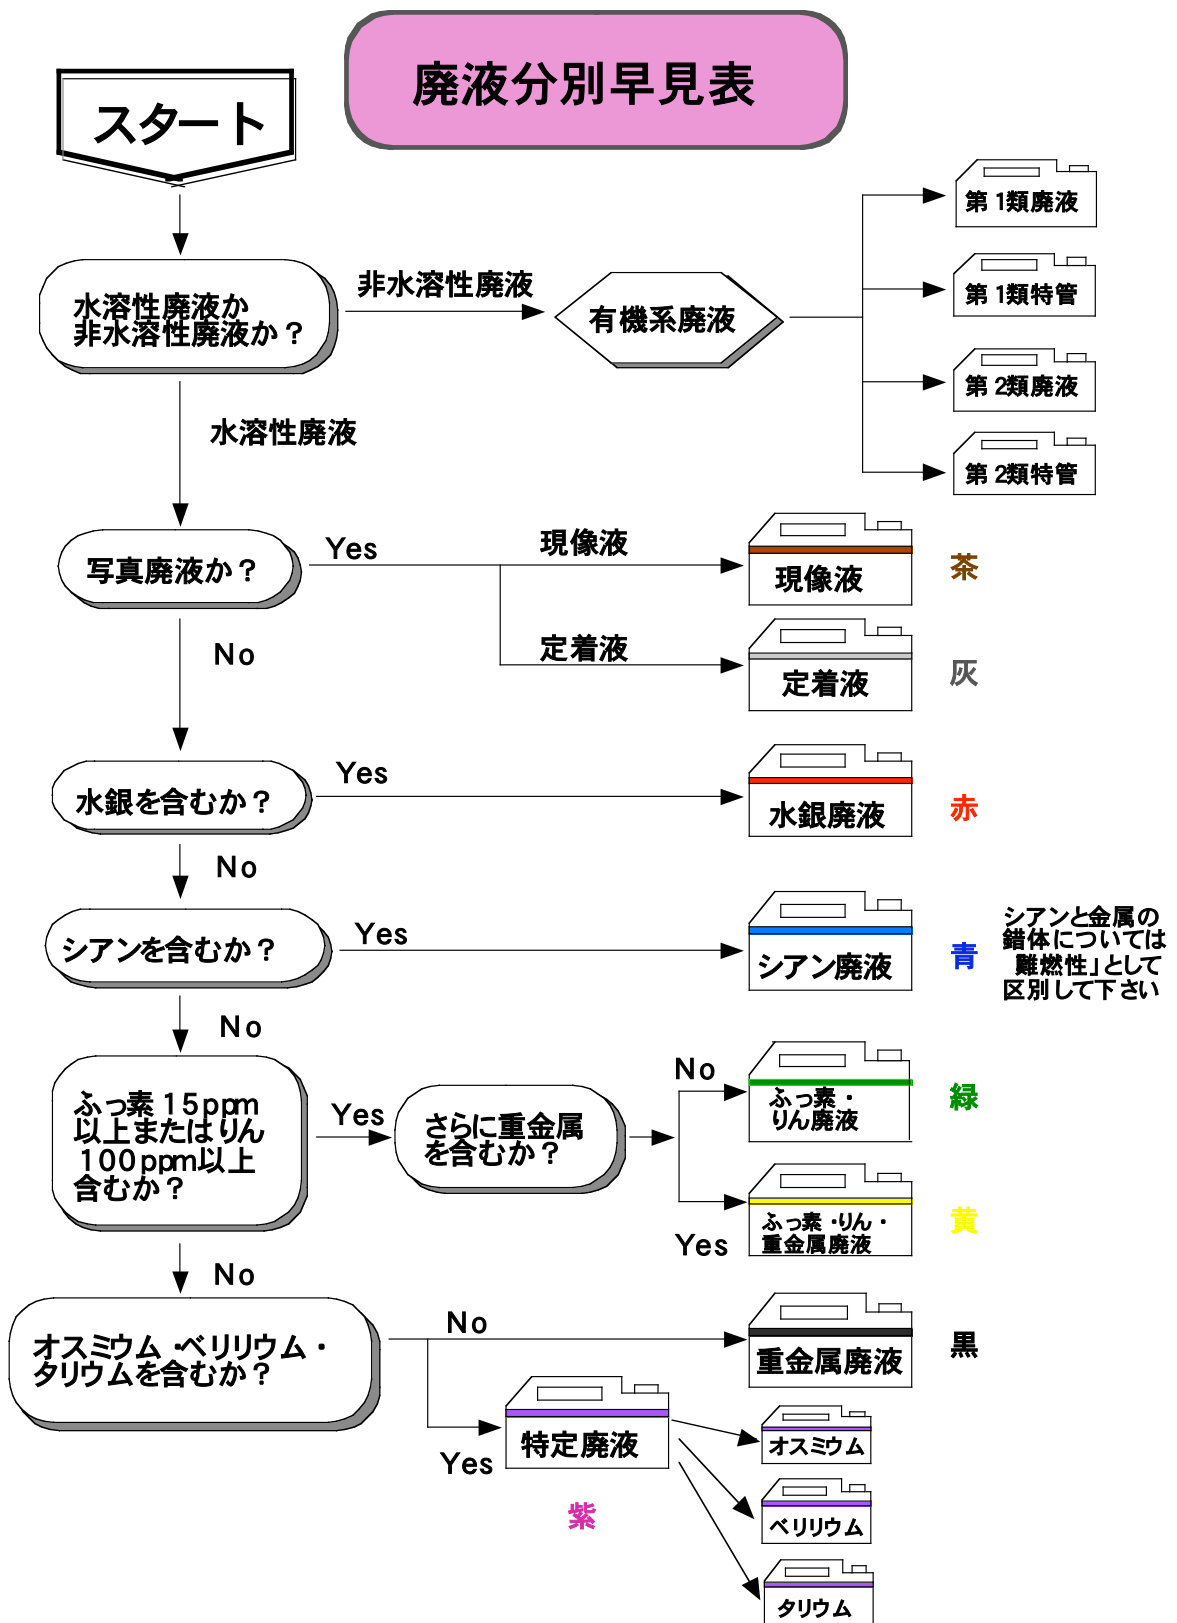 廃液分別早見表
スタート
水溶性廃液か
非水溶性廃液か？
非水溶性廃液
有機系廃液
第1類廃液
第1類特管
第2類廃液
第2類特管
水溶性廃液
写真廃液か？
Yes
現像液
現像液
茶
定着液
定着液
灰
No
水銀を含むか？
Yes
水銀廃液
赤
No
シアンを含むか？
Yes
シアン廃液
青
シアンと金属の
錯体については
難燃性」として
区別して下さい
No
ふっ素15ppm
以上またはりん
100ppm以上
含むか？
Yes
さらに重金属
を含むか？
No
ふっ素・
りん廃液
緑
Yes
ふっ素・りん・
重金属廃液
黄
No
オスミウム・ベリリウム・
タリウムを含むか？
No
重金属廃液
黒
Yes
特定廃液
紫
オスミウム
ベリリウム
タリウム